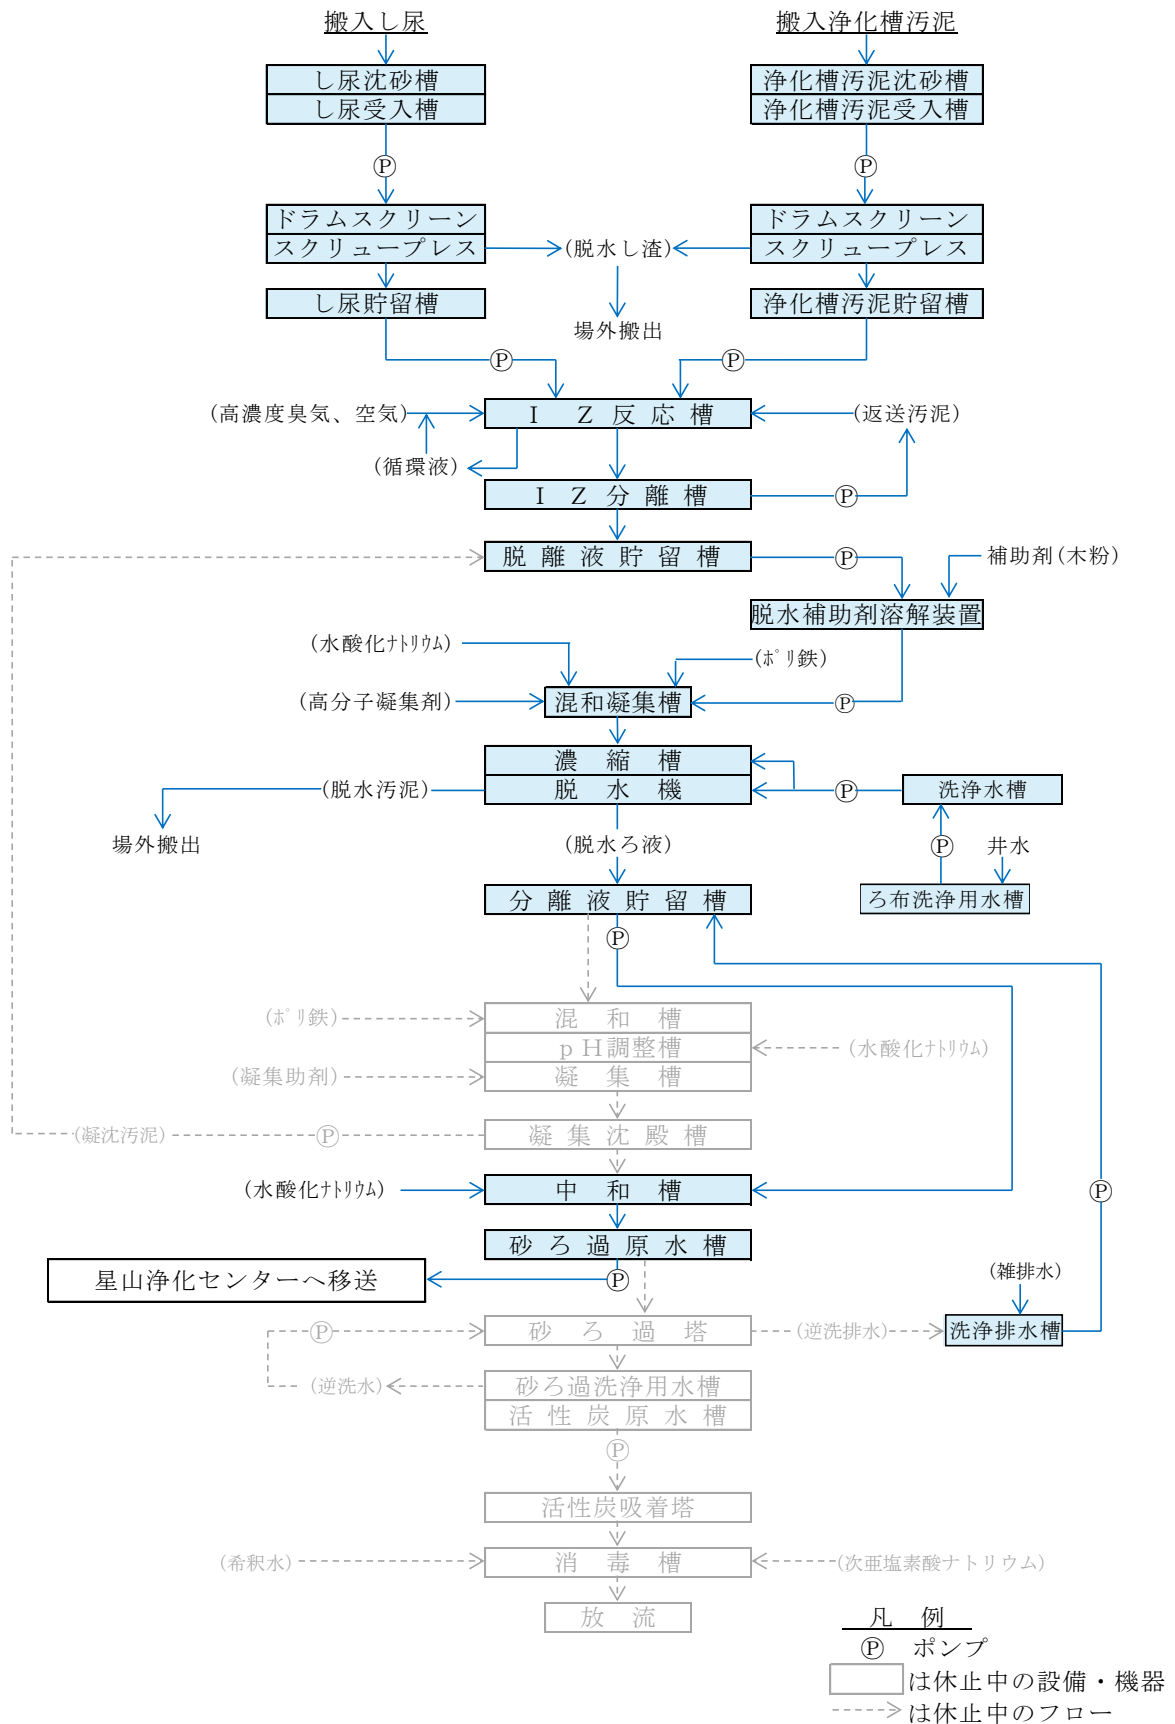 搬入し尿
搬入浄化槽汚泥
し尿沈砂槽
浄化槽汚泥沈砂槽
し尿受入槽
浄化槽汚泥受入槽
Ⓟ
Ⓟ
ドラムスクリーン
ドラムスクリーン
スクリュープレス
(脱水し渣)
スクリュープレス
し尿貯留槽
浄化槽汚泥貯留槽
場外搬出
Ⓟ
Ⓟ
(高濃度臭気、空気)
Ⅰ Ｚ反応槽
(返送汚泥)
(循環液)
ＩＺ分離槽
Ⓟ
脱離液貯留槽
Ⓟ
補助剤(木粉)
脱水補助剤溶解装置
(水酸化ﾅﾄﾘｳﾑ)
(ﾎﾟﾘ鉄)
(高分子凝集剤)
混和凝集槽
Ⓟ
濃縮槽
(脱水汚泥)
脱水機
Ⓟ
洗浄水槽
場外搬出
(脱水ろ液)
Ⓟ
井水
分離液貯留槽
ろ布洗浄用水槽
Ⓟ
(ﾎﾟﾘ鉄)
混和槽
ｐＨ調整槽
(水酸化ﾅﾄﾘｳﾑ)
(凝集助剤)
凝集槽
(凝沈汚泥)
Ⓟ
凝集沈殿槽
(水酸化ﾅﾄﾘｳﾑ)
中和槽
Ⓟ
砂ろ過原水槽
星山浄化センターへ移送
Ⓟ
(雑排水)
Ⓟ
砂ろ過塔
(逆洗排水)
洗浄排水槽
(逆洗水)
砂ろ過洗浄用水槽
活性炭原水槽
Ⓟ
活性炭吸着塔
(希釈水)
消毒槽
(次亜塩素酸ナトリウム)
放流
凡例
Ⓟ ポンプ
は休止中の設備・機器
は休止中のフロー